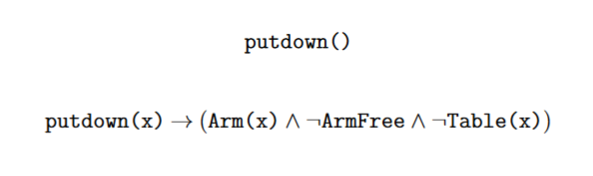 putdown()
putdown(x) → (Arm(x) ∧ ¬ArmFree ∧ ¬Table(x))